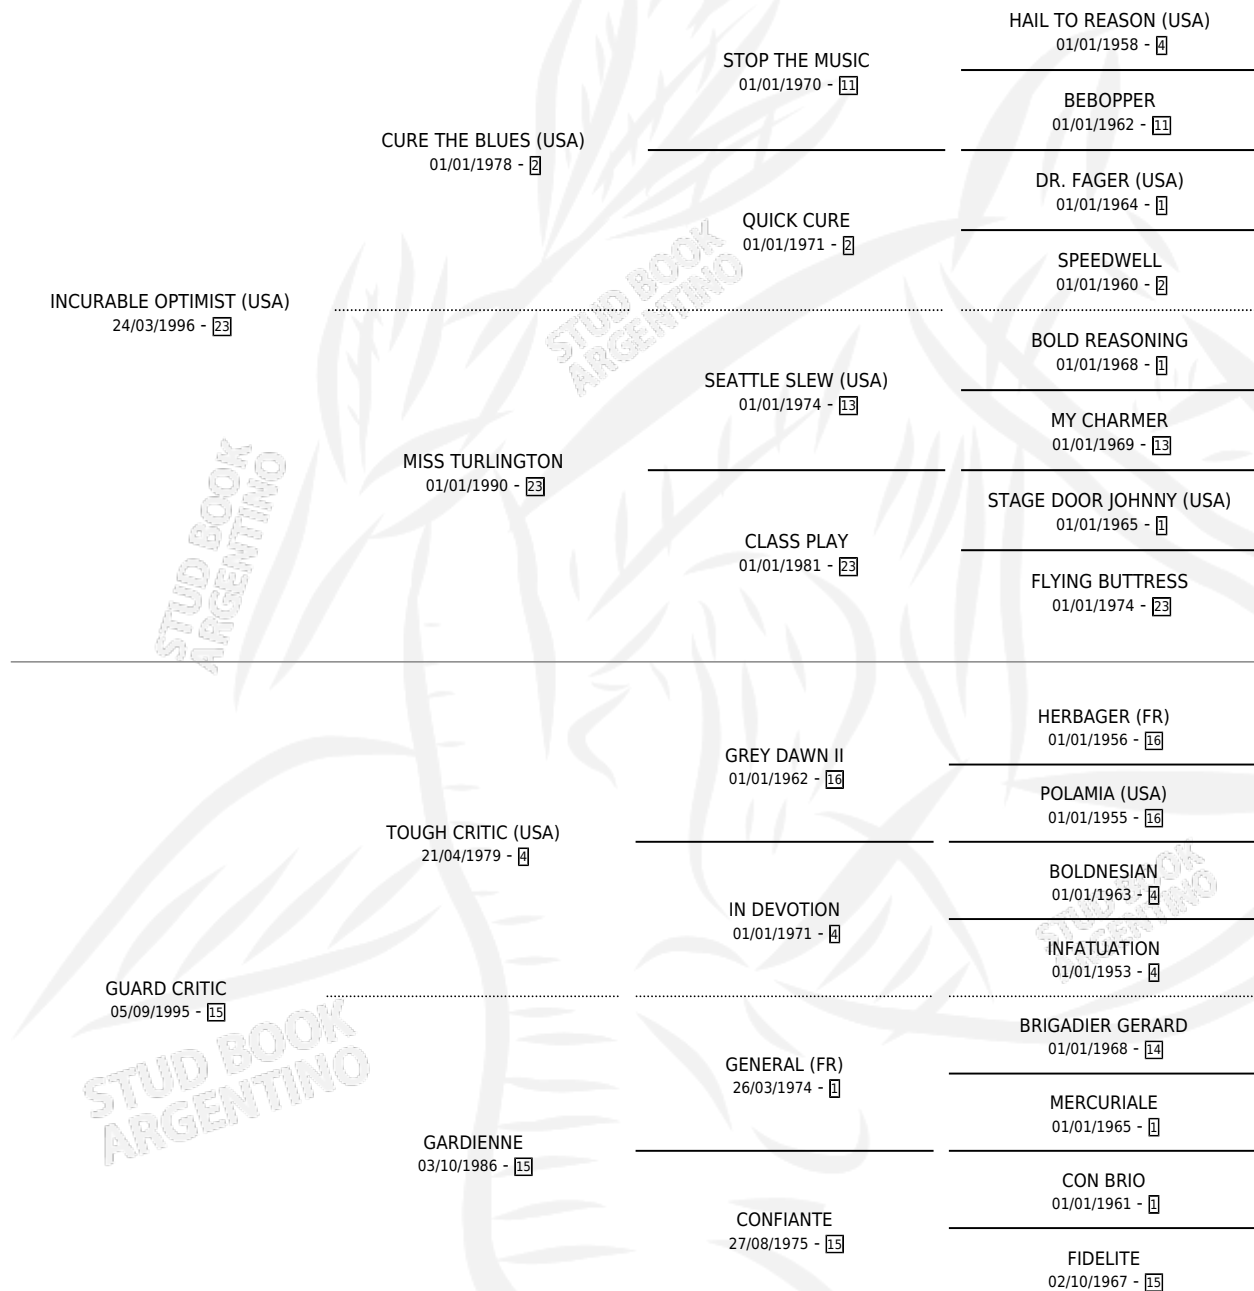 HAIL TO REASON (USA)
01/01/1958 - 4
STOP THE MUSIC
01/01/1970 - 11
BEBOPPER
01/01/1962 - 11
CURE THE BLUES (USA)
01/01/1978 - 2
DR. FAGER (USA)
01/01/1964 - 1
QUICK CURE
01/01/1971 - 2
SPEEDWELL
01/01/1960 - 2
INCURABLE OPTIMIST (USA)
24/03/1996 - 23
BOLD REASONING
01/01/1968 - 1
SEATTLE SLEW (USA)
01/01/1974 - 13
MY CHARMER
01/01/1969 - 13
MISS TURLINGTON
01/01/1990 - 23
STAGE DOOR JOHNNY (USA)
01/01/1965 - 1
CLASS PLAY
01/01/1981 - 23
FLYING BUTTRESS
01/01/1974 - 23
HERBAGER (FR)
01/01/1956 - 16
GREY DAWN II
01/01/1962 - 16
POLAMIA (USA)
01/01/1955 - 16
TOUGH CRITIC (USA)
21/04/1979 - 4
BOLDNESIAN
01/01/1963 - 4
IN DEVOTION
01/01/1971 - 4
INFATUATION
01/01/1953 - 4
GUARD CRITIC
05/09/1995 - 15
BRIGADIER GERARD
01/01/1968 - 14
GENERAL (FR)
26/03/1974 - 1
MERCURIALE
01/01/1965 - 1
GARDIENNE
03/10/1986 - 15
CON BRIO
01/01/1961 - 1
CONFIANTE
27/08/1975 - 15
FIDELITE
02/10/1967 - 15
STUD BOOK
ARGENTINO
STUD BOOK
ARGENTINO
STUD BOOK
ARGENTINO
STUD BOOK
ARGENTINO